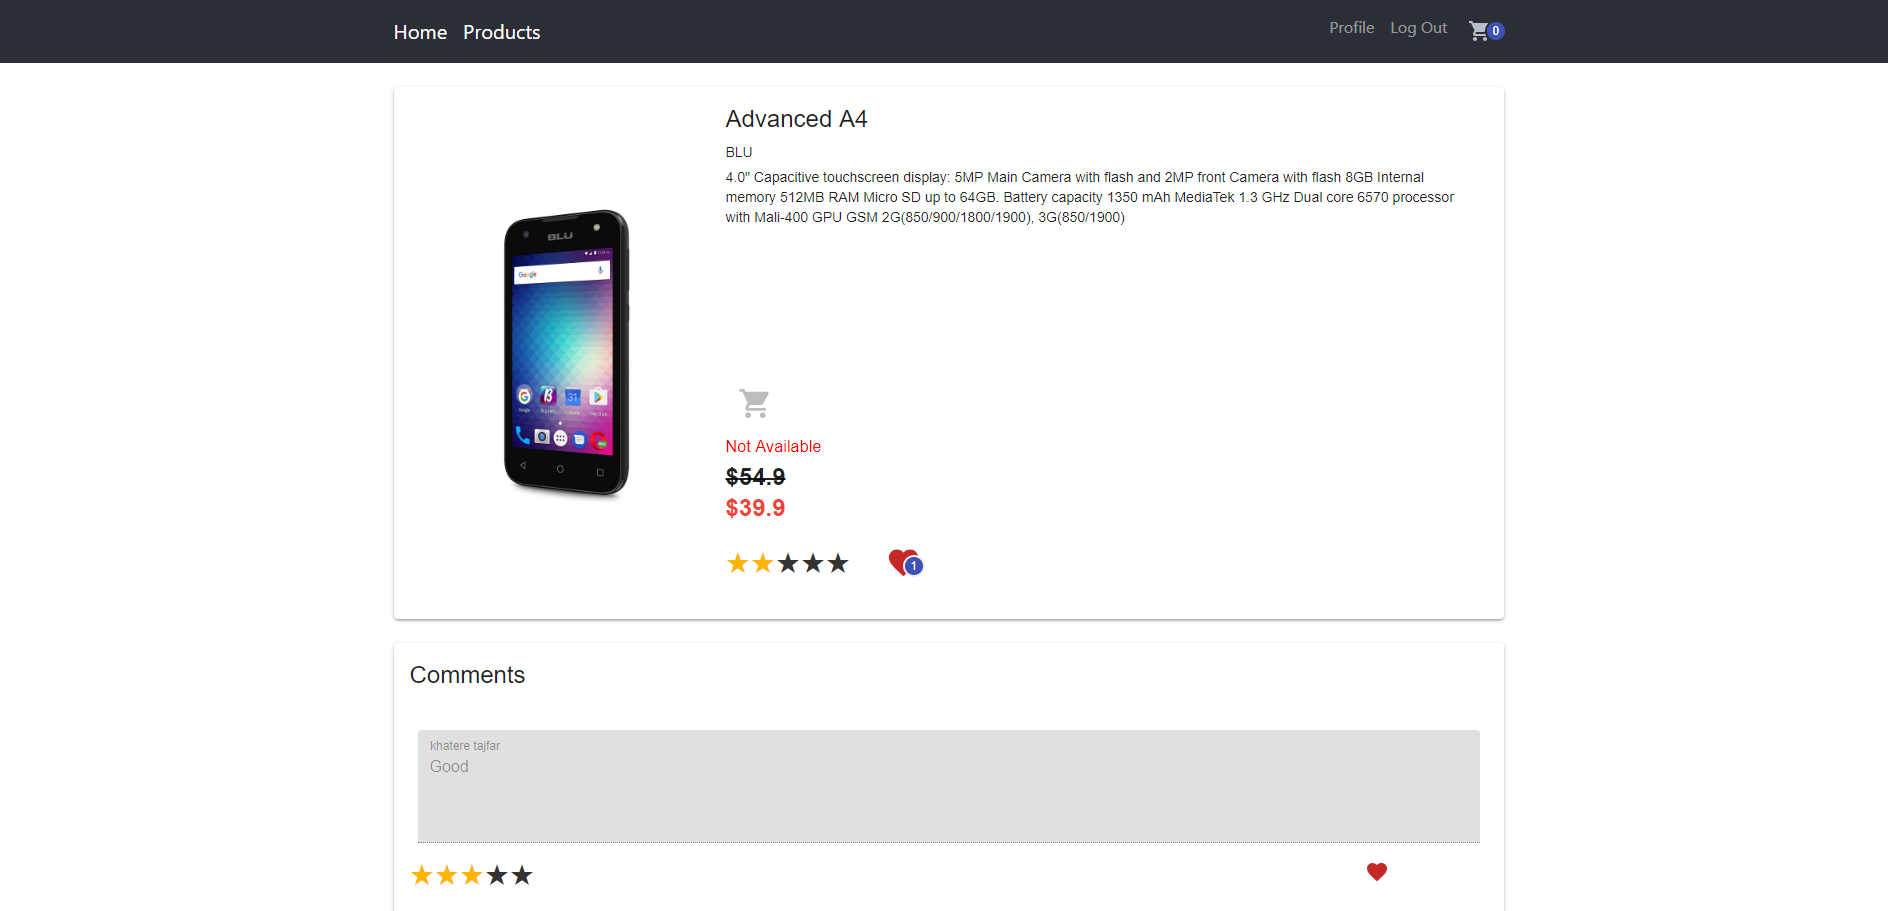 Home Products
Profile Log Out 0
Advanced A4
BLU
4.0" Capacitive touchscreen display: 5MP Main Camera with flash and 2MP front Camera with flash 8GB Internal
memory 512MB RAM Micro SD up to 64GB. Battery capacity 1350 mAh MediaTek 1.3 GHz Dual core 6570 processor
with Mali-400 GPU GSM 2G(850/900/1800/1900), 3G(850/1900)
BLU
Google
31
Not Available
$54.9
$39.9
1
Comments
khatere tajfar
Good